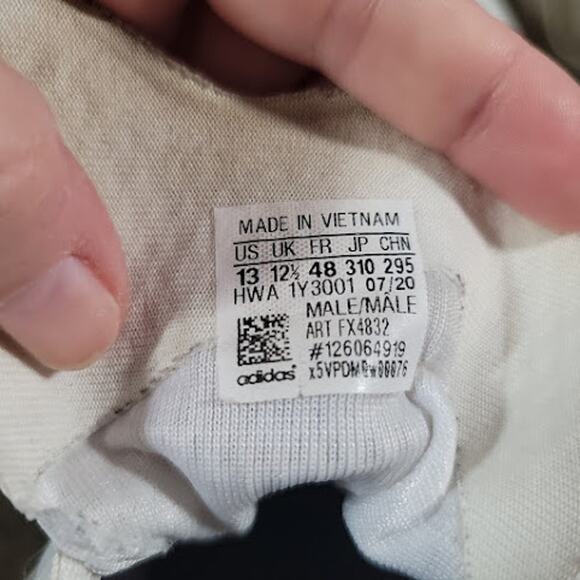 MADE IN VIETNAM
US UK FR JP CHN
13 12½ 48 310 295
HWA 1Y3001 07/20
MALE/MÂLE
ART FX4832
#126064919
adidas